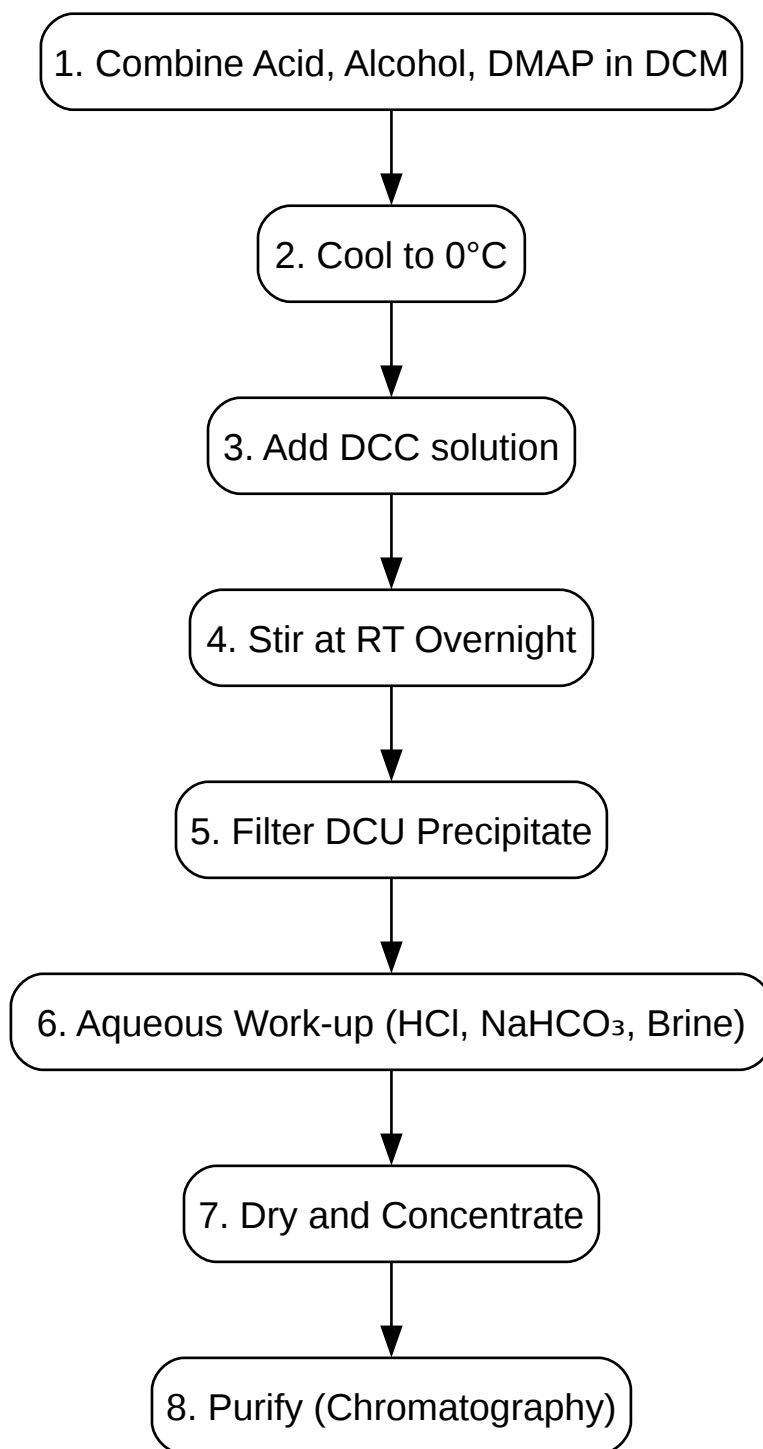 1. Combine Acid, Alcohol, DMAP in DCM
2. Cool to 0°C
3. Add DCC solution
4. Stir at RT Overnight
5. Filter DCU Precipitate
6. Aqueous Work-up (HCl, NaHCO₃, Brine)
7. Dry and Concentrate
8. Purify (Chromatography)